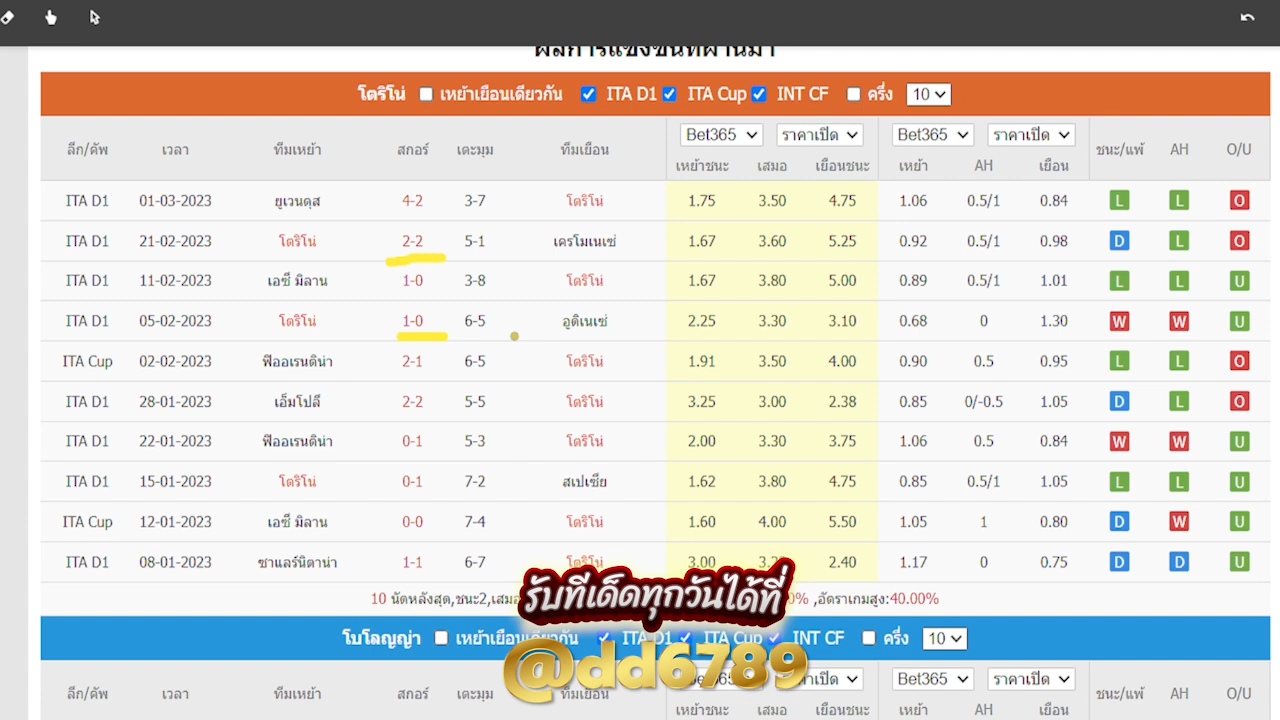 ผลการแข่งขันที่ผ่านมา
โตริโน่ เหย้าเยือนเดียวกัน ITA D1 ITA Cup INT CF ครึ่ง 10
Bet365 ราคาเปิด Bet365 ราคาเปิด
ลีก/คัพ เวลา ทีมเหย้า สกอร์ เตะมุม ทีมเยือน เหย้าชนะ เสมอ เยือนชนะ เหย้า AH เยือน ชนะ/แพ้ AH O/U
ITA D1 01-03-2023 ยูเวนตุส 4-2 3-7 โตริโน่ 1.75 3.50 4.75 1.06 0.5/1 0.84 L L O
ITA D1 21-02-2023 โตริโน่ 2-2 5-1 เครโมเนเซ่ 1.67 3.60 5.25 0.92 0.5/1 0.98 D L O
ITA D1 11-02-2023 เอซี มิลาน 1-0 3-8 โตริโน่ 1.67 3.80 5.00 0.89 0.5/1 1.01 L L U
ITA D1 05-02-2023 โตริโน่ 1-0 6-5 อูดิเนเซ่ 2.25 3.30 3.10 0.68 0 1.30 W W U
ITA Cup 02-02-2023 ฟิออเรนติน่า 2-1 6-5 โตริโน่ 1.91 3.50 4.00 0.90 0.5 0.95 L L O
ITA D1 28-01-2023 เอ็มโปลี 2-2 5-5 โตริโน่ 3.25 3.00 2.38 0.85 0/-0.5 1.05 D L O
ITA D1 22-01-2023 ฟิออเรนติน่า 0-1 5-3 โตริโน่ 2.00 3.30 3.75 1.06 0.5 0.84 W W U
ITA D1 15-01-2023 โตริโน่ 0-1 7-2 สเปเซีย 1.62 3.80 4.75 0.85 0.5/1 1.05 L L U
ITA Cup 12-01-2023 เอซี มิลาน 0-0 7-4 โตริโน่ 1.60 4.00 5.50 1.05 1 0.80 D W U
ITA D1 08-01-2023 ซาแลร์นิตาน่า 1-1 6-7 โตริโน่ 3.00 2.40 1.17 0 0.75 D D U
10 นัดหลังสุด,ชนะ2,เสมอ ,อัตราเกมสูง:40.00%
รับทีเด็ดทุกวันได้ที่
โบโลญญ่า เหย้าเยือนเดียวกัน ITA D1 ITA Cup INT CF ครึ่ง 10
@dd6789
Bet365 ราคาเปิด
ลีก/คัพ เวลา ทีมเหย้า สกอร์ เตะมุม ทีมเยือน เหย้าชนะ เสมอ เยือนชนะ เหย้า AH เยือน ชนะ/แพ้ AH O/U